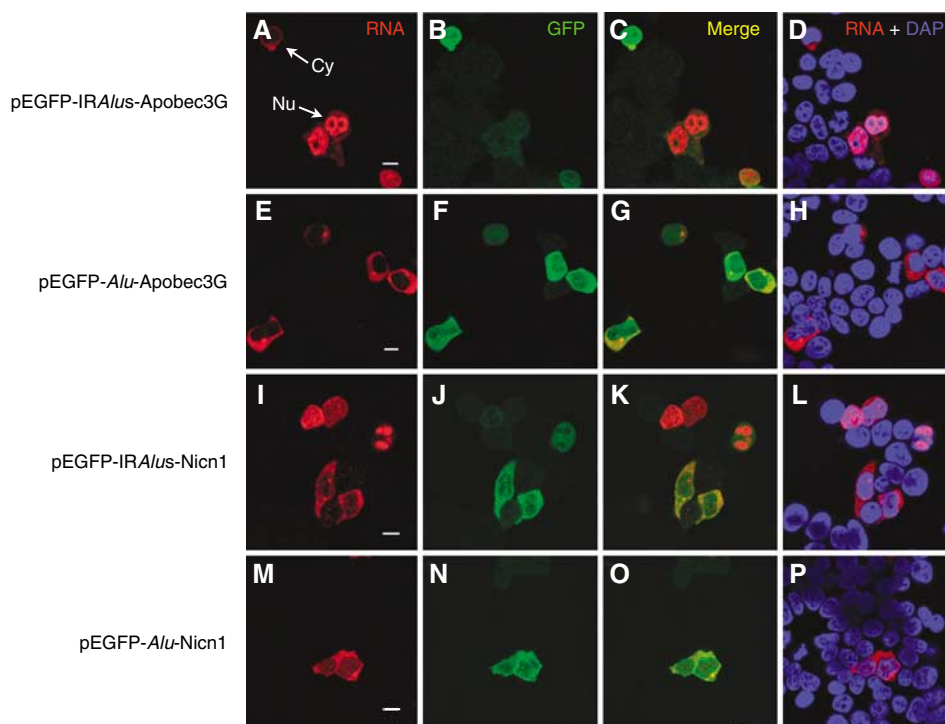 A RNA
B GFP
C Merge
D RNA + DAP
Cy
Nu
pEGFP-IRAlus-Apobec3G
E
F
G
H
pEGFP-Alu-Apobec3G
I
J
K
L
pEGFP-IRAlus-Nicn1
M
N
O
P
pEGFP-Alu-Nicn1